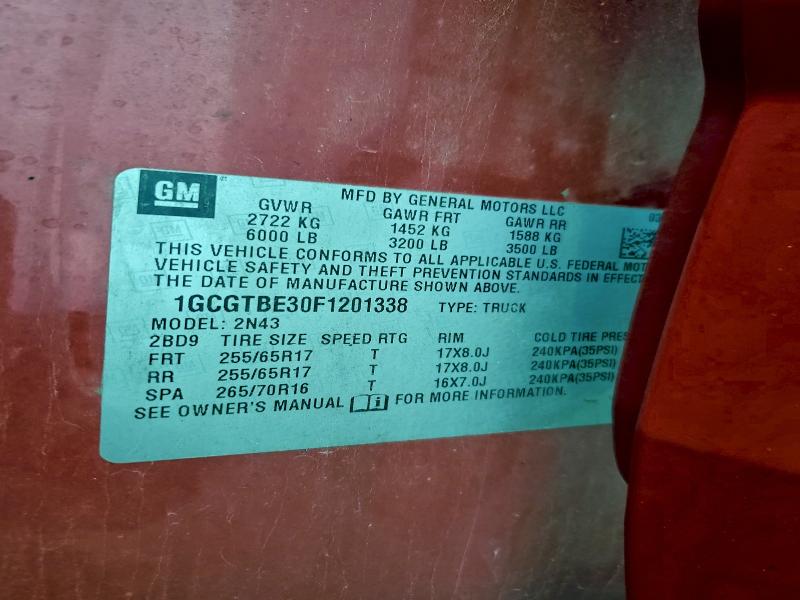 GM
MFD BY GENERAL MOTORS LLC
GVWR GAWR FRT GAWR RR
2722 KG 1452 KG 1588 KG
6000 LB 3200 LB 3500 LB
THIS VEHICLE CONFORMS TO ALL APPLICABLE U.S. FEDERAL MOT
VEHICLE SAFETY AND THEFT PREVENTION STANDARDS IN EFFECT
THE DATE OF MANUFACTURE SHOWN ABOVE.
1GCGTBE30F1201338 TYPE: TRUCK
MODEL: 2N43
2BD9 TIRE SIZE SPEED RTG RIM COLD TIRE PRES
FRT 255/65R17 T 17X8.0J 240KPA(35PSI)
RR 255/65R17 T 17X8.0J 240KPA(35PSI)
SPA 265/70R16 T 16X7.0J 240KPA(35PSI)
SEE OWNER'S MANUAL FOR MORE INFORMATION.